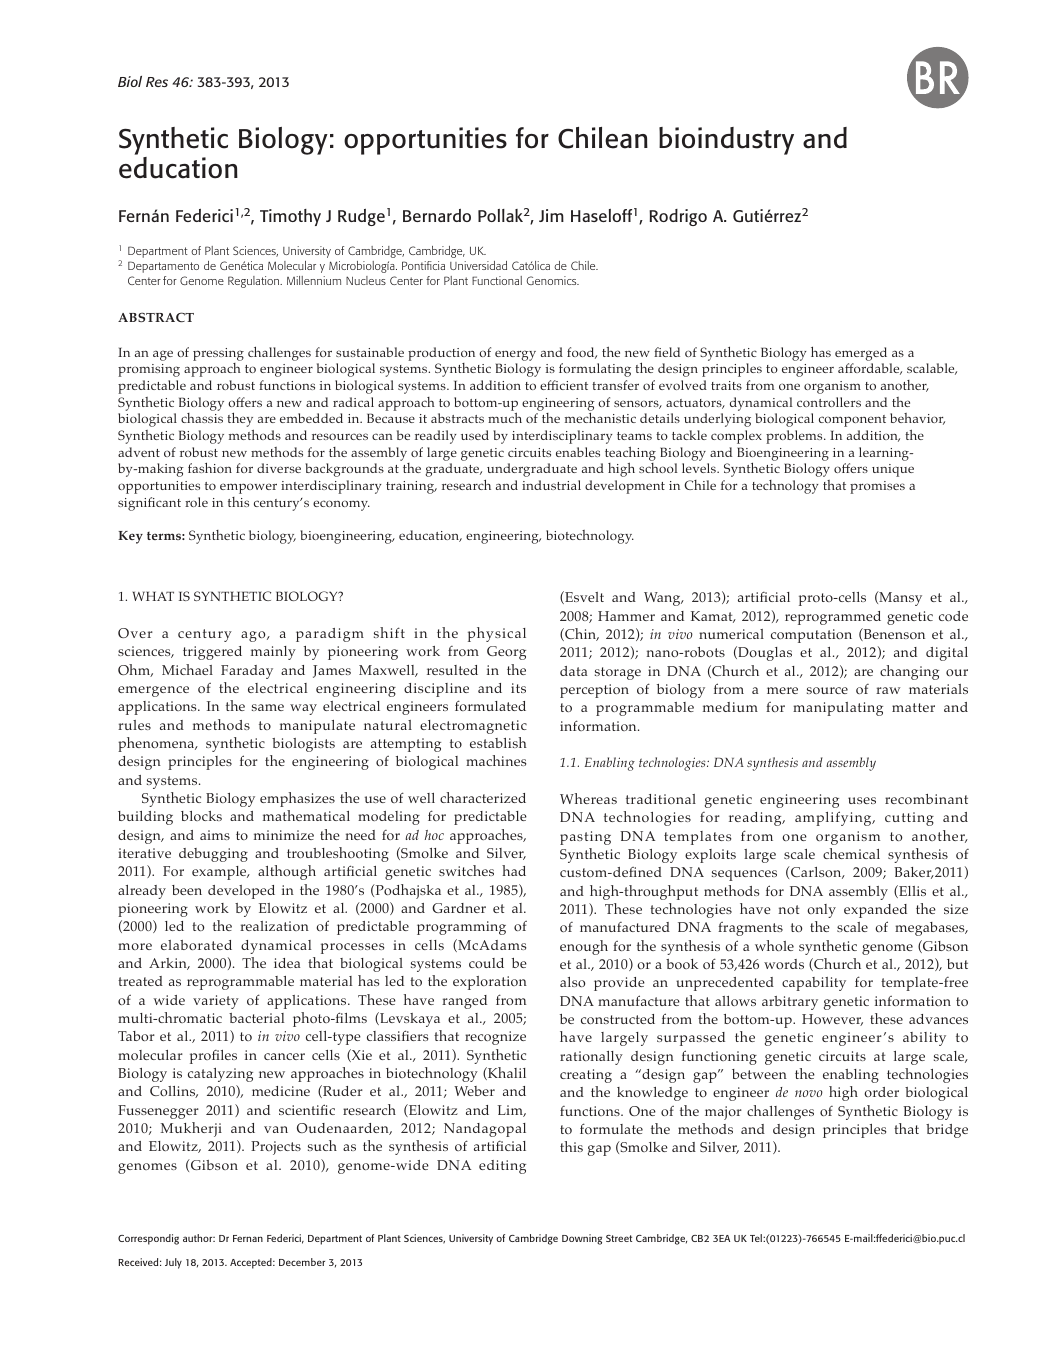 Biol Res 46: 383-393, 2013
BR
Synthetic Biology: opportunities for Chilean bioindustry and
education
Fernán Federici1,2, Timothy J Rudge1, Bernardo Pollak2, Jim Haseloff1, Rodrigo A. Gutiérrez2
1 Department of Plant Sciences, University of Cambridge, Cambridge, UK.
2 Departamento de Genética Molecular y Microbiología. Pontificia Universidad Católica de Chile.
Center for Genome Regulation. Millennium Nucleus Center for Plant Functional Genomics.
ABSTRACT
In an age of pressing challenges for sustainable production of energy and food, the new field of Synthetic Biology has emerged as a
promising approach to engineer biological systems. Synthetic Biology is formulating the design principles to engineer affordable, scalable,
predictable and robust functions in biological systems. In addition to efficient transfer of evolved traits from one organism to another,
Synthetic Biology offers a new and radical approach to bottom-up engineering of sensors, actuators, dynamical controllers and the
biological chassis they are embedded in. Because it abstracts much of the mechanistic details underlying biological component behavior,
Synthetic Biology methods and resources can be readily used by interdisciplinary teams to tackle complex problems. In addition, the
advent of robust new methods for the assembly of large genetic circuits enables teaching Biology and Bioengineering in a learning-
by-making fashion for diverse backgrounds at the graduate, undergraduate and high school levels. Synthetic Biology offers unique
opportunities to empower interdisciplinary training, research and industrial development in Chile for a technology that promises a
significant role in this century's economy.
Key terms: Synthetic biology, bioengineering, education, engineering, biotechnology.
1. WHAT IS SYNTHETIC BIOLOGY?
Over a century ago, a paradigm shift in the physical
sciences, triggered mainly by pioneering work from Georg
Ohm, Michael Faraday and James Maxwell, resulted in the
emergence of the electrical engineering discipline and its
applications. In the same way electrical engineers formulated
rules and methods to manipulate natural electromagnetic
phenomena, synthetic biologists are attempting to establish
design principles for the engineering of biological machines
and systems.
Synthetic Biology emphasizes the use of well characterized
building blocks and mathematical modeling for predictable
design, and aims to minimize the need for ad hoc approaches,
iterative debugging and troubleshooting (Smolke and Silver,
2011). For example, although artificial genetic switches had
already been developed in the 1980's (Podhajska et al., 1985),
pioneering work by Elowitz et al. (2000) and Gardner et al.
(2000) led to the realization of predictable programming of
more elaborated dynamical processes in cells (McAdams
and Arkin, 2000). The idea that biological systems could be
treated as reprogrammable material has led to the exploration
of a wide variety of applications. These have ranged from
multi-chromatic bacterial photo-films (Levskaya et al., 2005;
Tabor et al., 2011) to in vivo cell-type classifiers that recognize
molecular profiles in cancer cells (Xie et al., 2011). Synthetic
Biology is catalyzing new approaches in biotechnology (Khalil
and Collins, 2010), medicine (Ruder et al., 2011; Weber and
Fussenegger 2011) and scientific research (Elowitz and Lim,
2010; Mukherji and van Oudenaarden, 2012; Nandagopal
and Elowitz, 2011). Projects such as the synthesis of artificial
genomes (Gibson et al. 2010), genome-wide DNA editing
(Esvelt and Wang, 2013); artificial proto-cells (Mansy et al.,
2008; Hammer and Kamat, 2012), reprogrammed genetic code
(Chin, 2012); in vivo numerical computation (Benenson et al.,
2011; 2012); nano-robots (Douglas et al., 2012); and digital
data storage in DNA (Church et al., 2012); are changing our
perception of biology from a mere source of raw materials
to a programmable medium for manipulating matter and
information.
1.1. Enabling technologies: DNA synthesis and assembly
Whereas traditional genetic engineering uses recombinant
DNA technologies for reading, amplifying, cutting and
pasting DNA templates from one organism to another,
Synthetic Biology exploits large scale chemical synthesis of
custom-defined DNA sequences (Carlson, 2009; Baker,2011)
and high-throughput methods for DNA assembly (Ellis et al.,
2011). These technologies have not only expanded the size
of manufactured DNA fragments to the scale of megabases,
enough for the synthesis of a whole synthetic genome (Gibson
et al., 2010) or a book of 53,426 words (Church et al., 2012), but
also provide an unprecedented capability for template-free
DNA manufacture that allows arbitrary genetic information to
be constructed from the bottom-up. However, these advances
have largely surpassed the genetic engineer's ability to
rationally design functioning genetic circuits at large scale,
creating a “design gap” between the enabling technologies
and the knowledge to engineer de novo high order biological
functions. One of the major challenges of Synthetic Biology is
to formulate the methods and design principles that bridge
this gap (Smolke and Silver, 2011).
Correspondig author: Dr Fernan Federici, Department of Plant Sciences, University of Cambridge Downing Street Cambridge, CB2 3EA UK Tel:(01223)-766545 E-mail:ffederici@bio.puc.cl
Received: July 18, 2013. Accepted: December 3, 2013